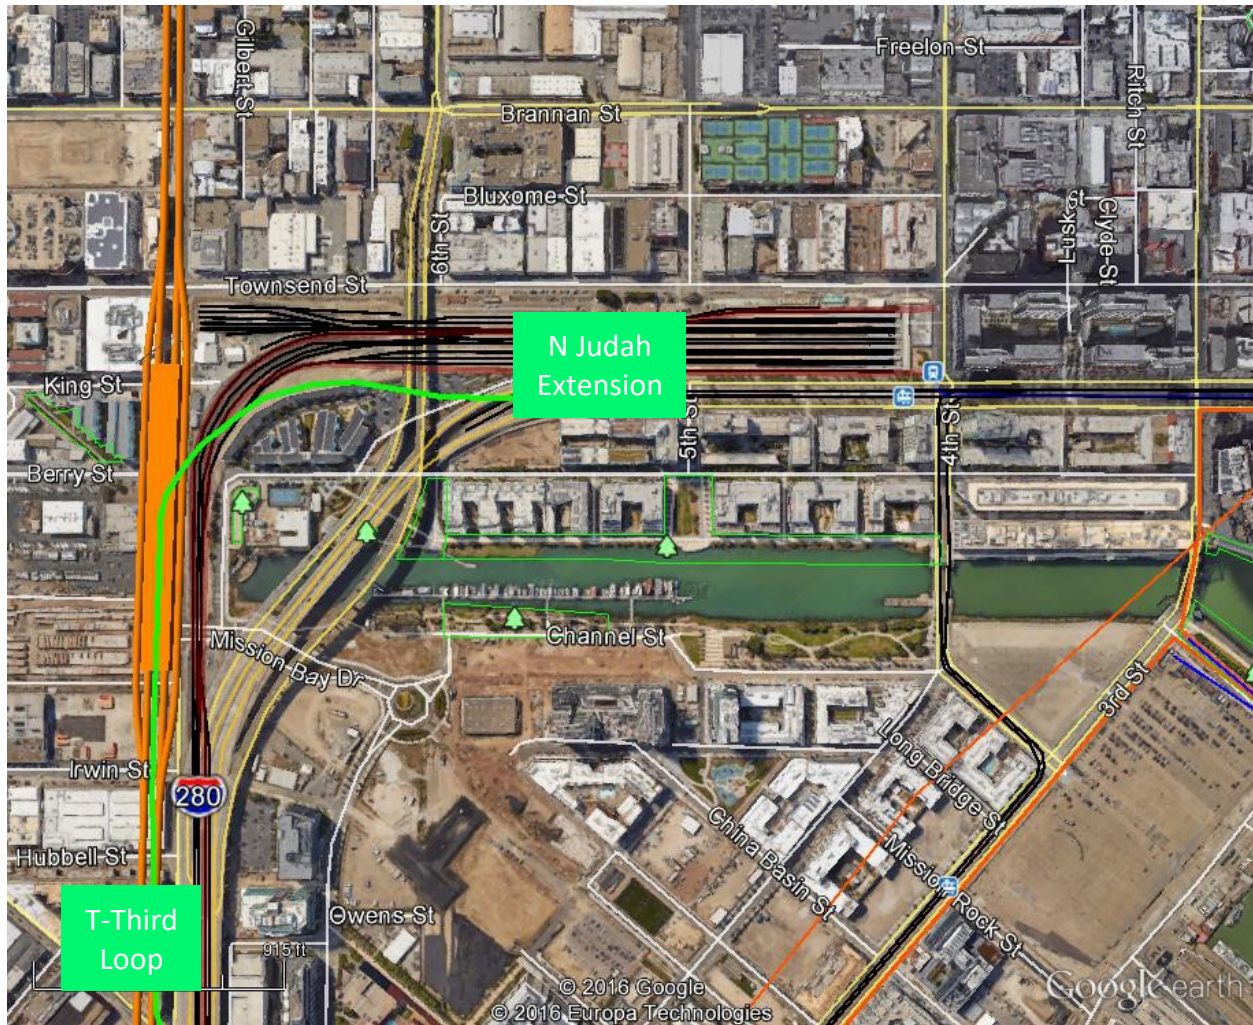 Gilbert St
Freelon St
Ritch St
Brannan St
Bluxome St
6th St
Lusk St
Clyde St
Townsend St
N Judah
Extension
King St
5th St
4th St
Berry St
Channel St
Mission Bay Dr
3rd St
Irwin St
280
Long Bridge St
China Basin St
Mission Rock St
Hubbell St
T-Third
Loop
Owens St
915 ft
© 2016 Google
© 2016 Europa Technologies
Google earth